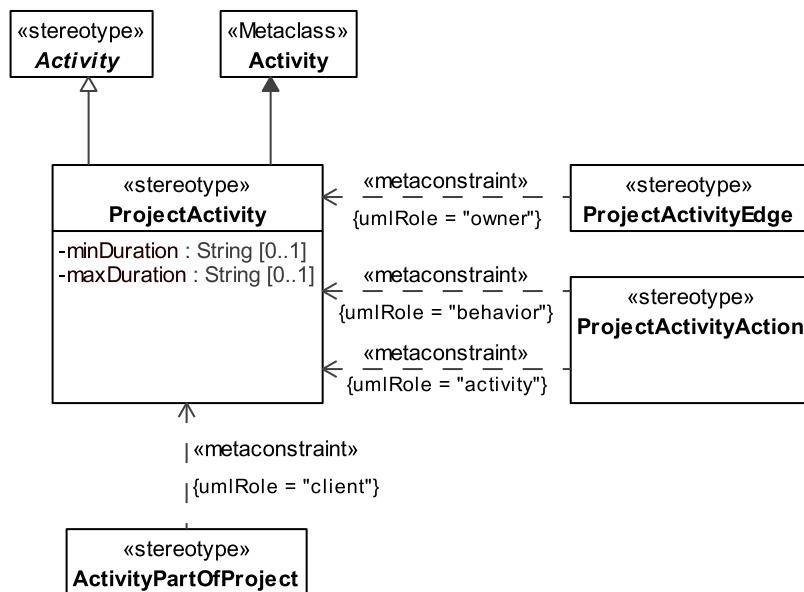 «stereotype»
Activity
«Metaclass»
Activity
«stereotype»
ProjectActivity
-minDuration : String [0..1]
-maxDuration : String [0..1]
«metaconstraint»
{umlRole = "owner"}
«stereotype»
ProjectActivityEdge
«metaconstraint»
{umlRole = "behavior"}
«stereotype»
ProjectActivityAction
«metaconstraint»
{umlRole = "activity"}
«metaconstraint»
{umlRole = "client"}
«stereotype»
ActivityPartOfProject